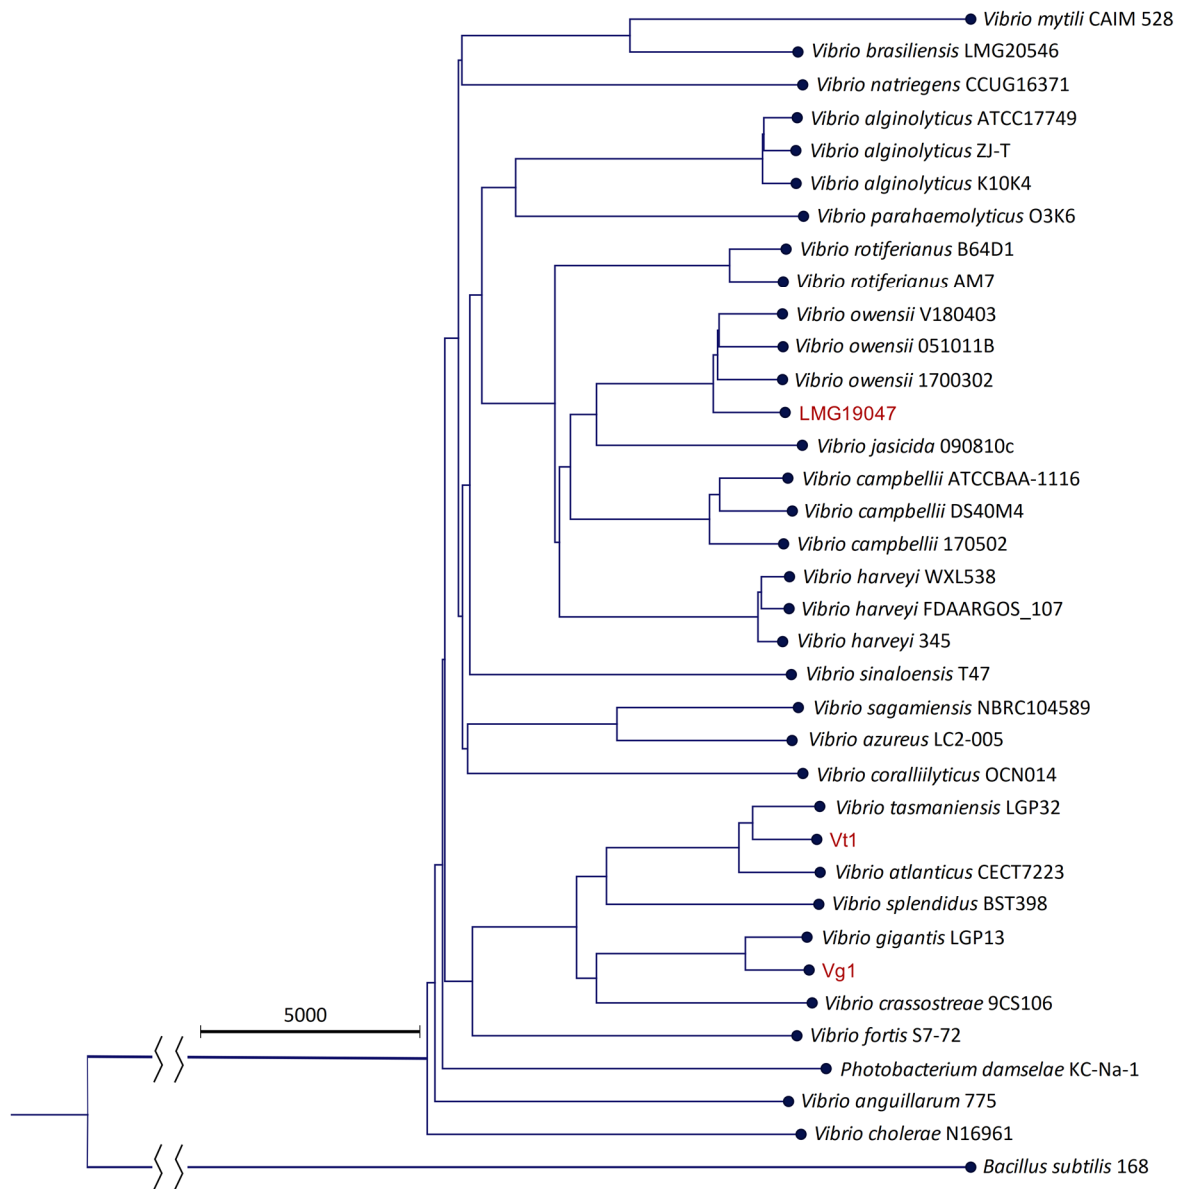 Vibrio mytili CAIM 528
Vibrio brasiliensis LMG20546
Vibrio natriegens CCUG16371
Vibrio alginolyticus ATCC17749
Vibrio alginolyticus ZJ-T
Vibrio alginolyticus K10K4
Vibrio parahaemolyticus O3K6
Vibrio rotiferianus B64D1
Vibrio rotiferianus AM7
Vibrio owensii V180403
Vibrio owensii 051011B
Vibrio owensii 1700302
LMG19047
Vibrio jasicida 090810c
Vibrio campbellii ATCCBAA-1116
Vibrio campbellii DS40M4
Vibrio campbellii 170502
Vibrio harveyi WXL538
Vibrio harveyi FDAARGOS_107
Vibrio harveyi 345
Vibrio sinaloensis T47
Vibrio sagamiensis NBRC104589
Vibrio azureus LC2-005
Vibrio coralliilyticus OCN014
Vibrio tasmaniensis LGP32
Vt1
Vibrio atlanticus CECT7223
Vibrio splendidus BST398
Vibrio gigantis LGP13
Vg1
Vibrio crassostreae 9CS106
5000
Vibrio fortis S7-72
Photobacterium damselae KC-Na-1
Vibrio anguillarum 775
Vibrio cholerae N16961
Bacillus subtilis 168